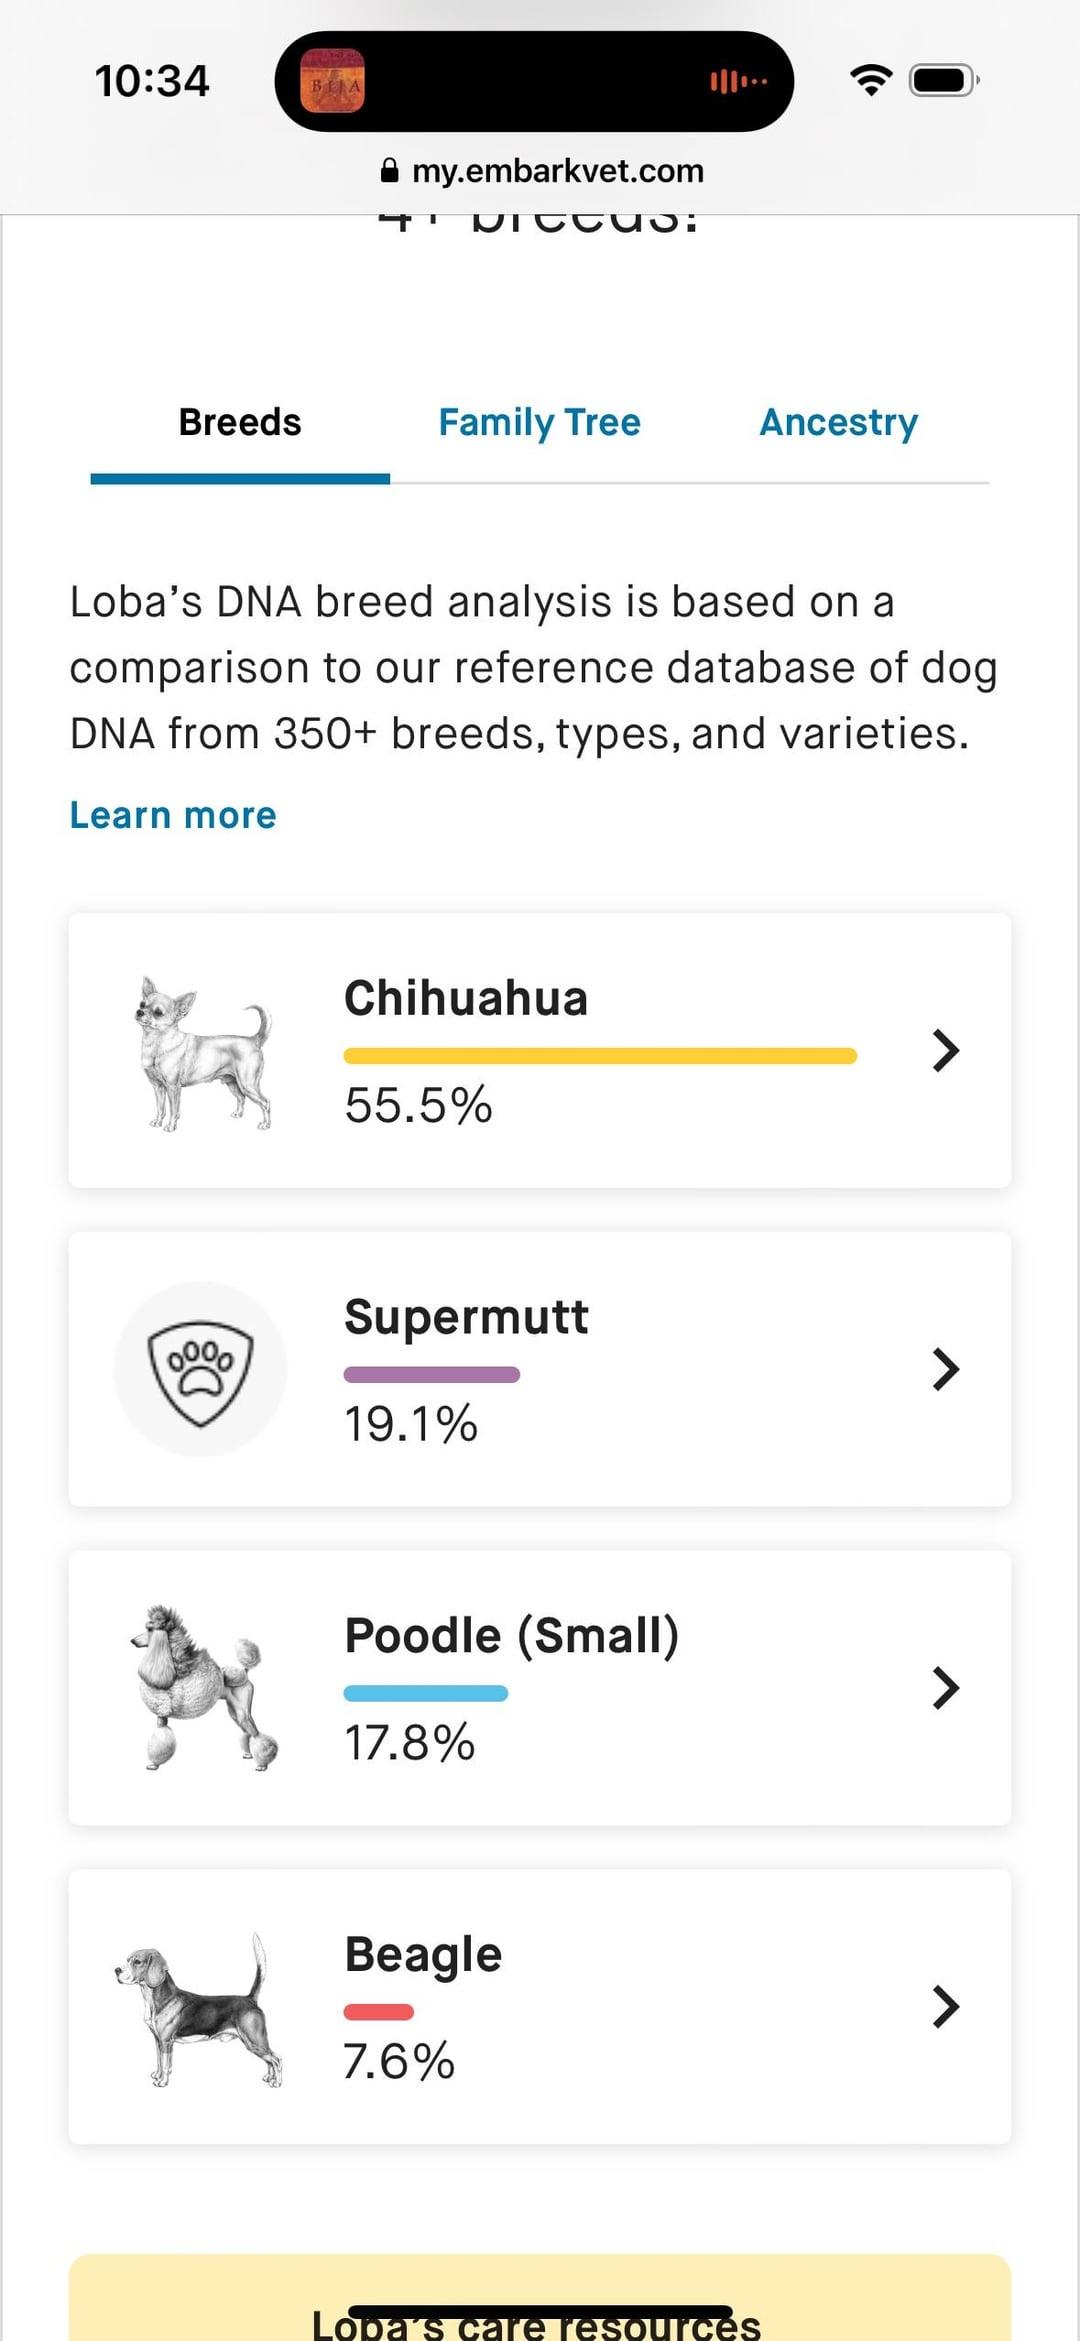 10:34
BIIA
my.embarkvet.com
4+ breeds!
Breeds
Family Tree
Ancestry
Loba's DNA breed analysis is based on a
comparison to our reference database of dog
DNA from 350+ breeds, types, and varieties.
Learn more
Chihuahua
55.5%
Supermutt
19.1%
Poodle (Small)
17.8%
Beagle
7.6%
Loba's care resources